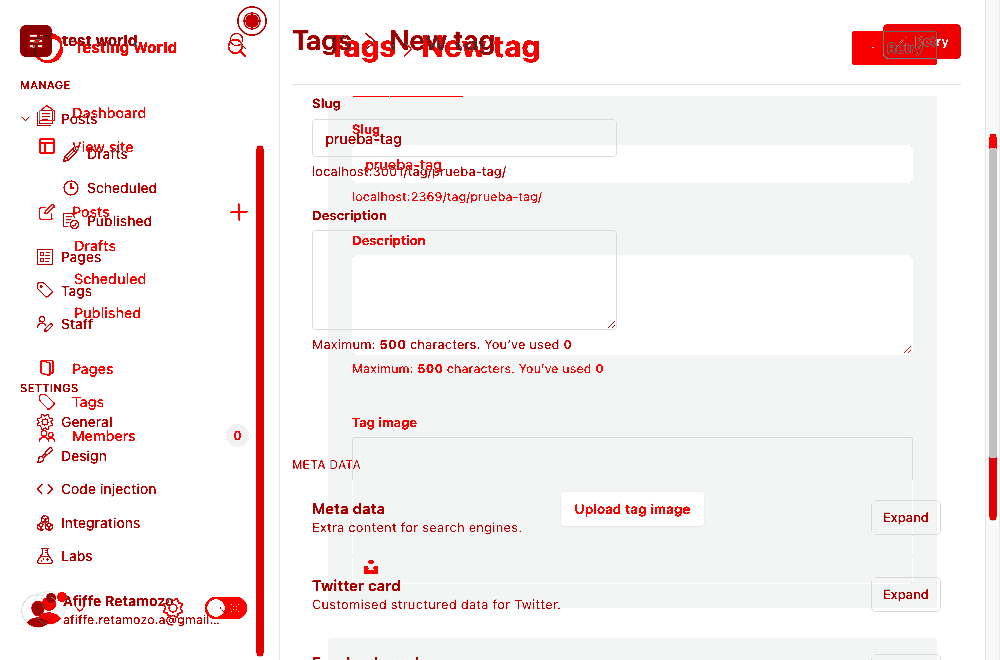 test world
Testing World
MANAGE
Dashboard
Posts
View site
Drafts
Scheduled
Posts
Published
Drafts
Pages
Scheduled
Tags
Published
Staff
Pages
SETTINGS
Tags
General
Members
0
Design
Code injection
Integrations
Labs
Afiffe Retamozo
afiffe.retamozo.a@gmail...
Tags > New tag
Tags > New tag
Retry
Retry
Slug
Slug
prueba-tag
prueba-tag
localhost:3001/tag/prueba-tag/
localhost:2369/tag/prueba-tag/
Description
Description
Maximum: 500 characters. You've used 0
Maximum: 500 characters. You've used 0
Tag image
META DATA
Upload tag image
Meta data
Extra content for search engines.
Expand
Twitter card
Customised structured data for Twitter.
Expand